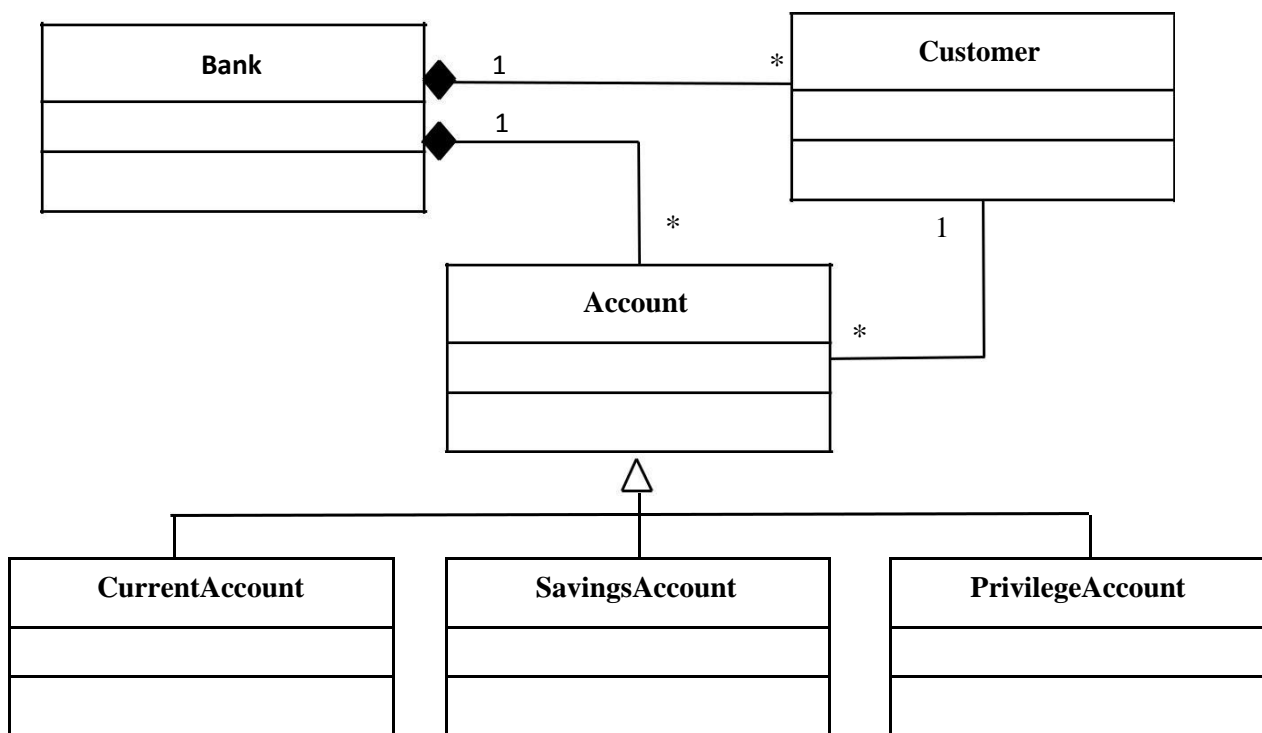 Bank
1
*
Customer
1
*
1
Account
*
CurrentAccount
SavingsAccount
PrivilegeAccount